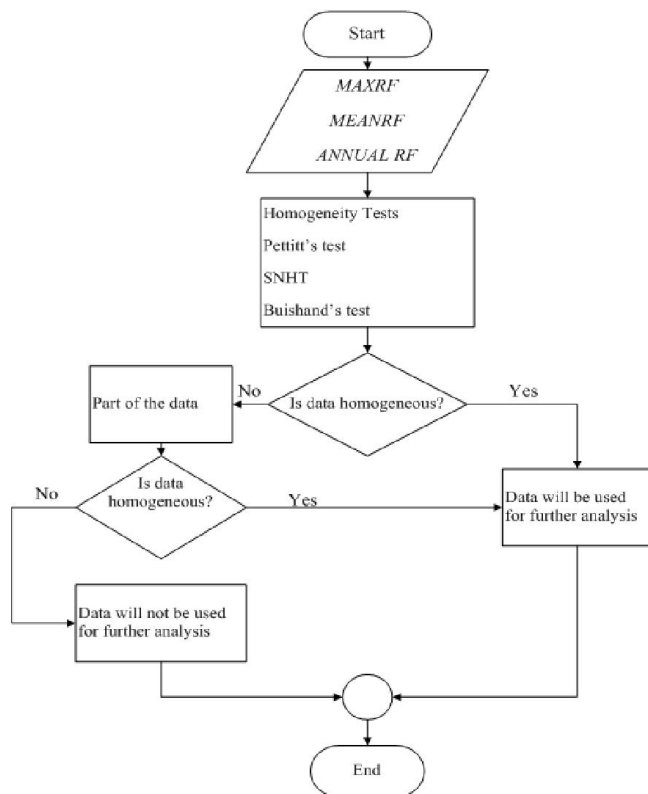 Start
MAXRF
MEANRF
ANNUAL RF
Homogeneity Tests
Pettitt's test
SNHT
Buishand's test
Is data homogeneous?
No
Yes
Part of the data
Is data
homogeneous?
No
Yes
Data will be used
for further analysis
Data will not be used
for further analysis
End